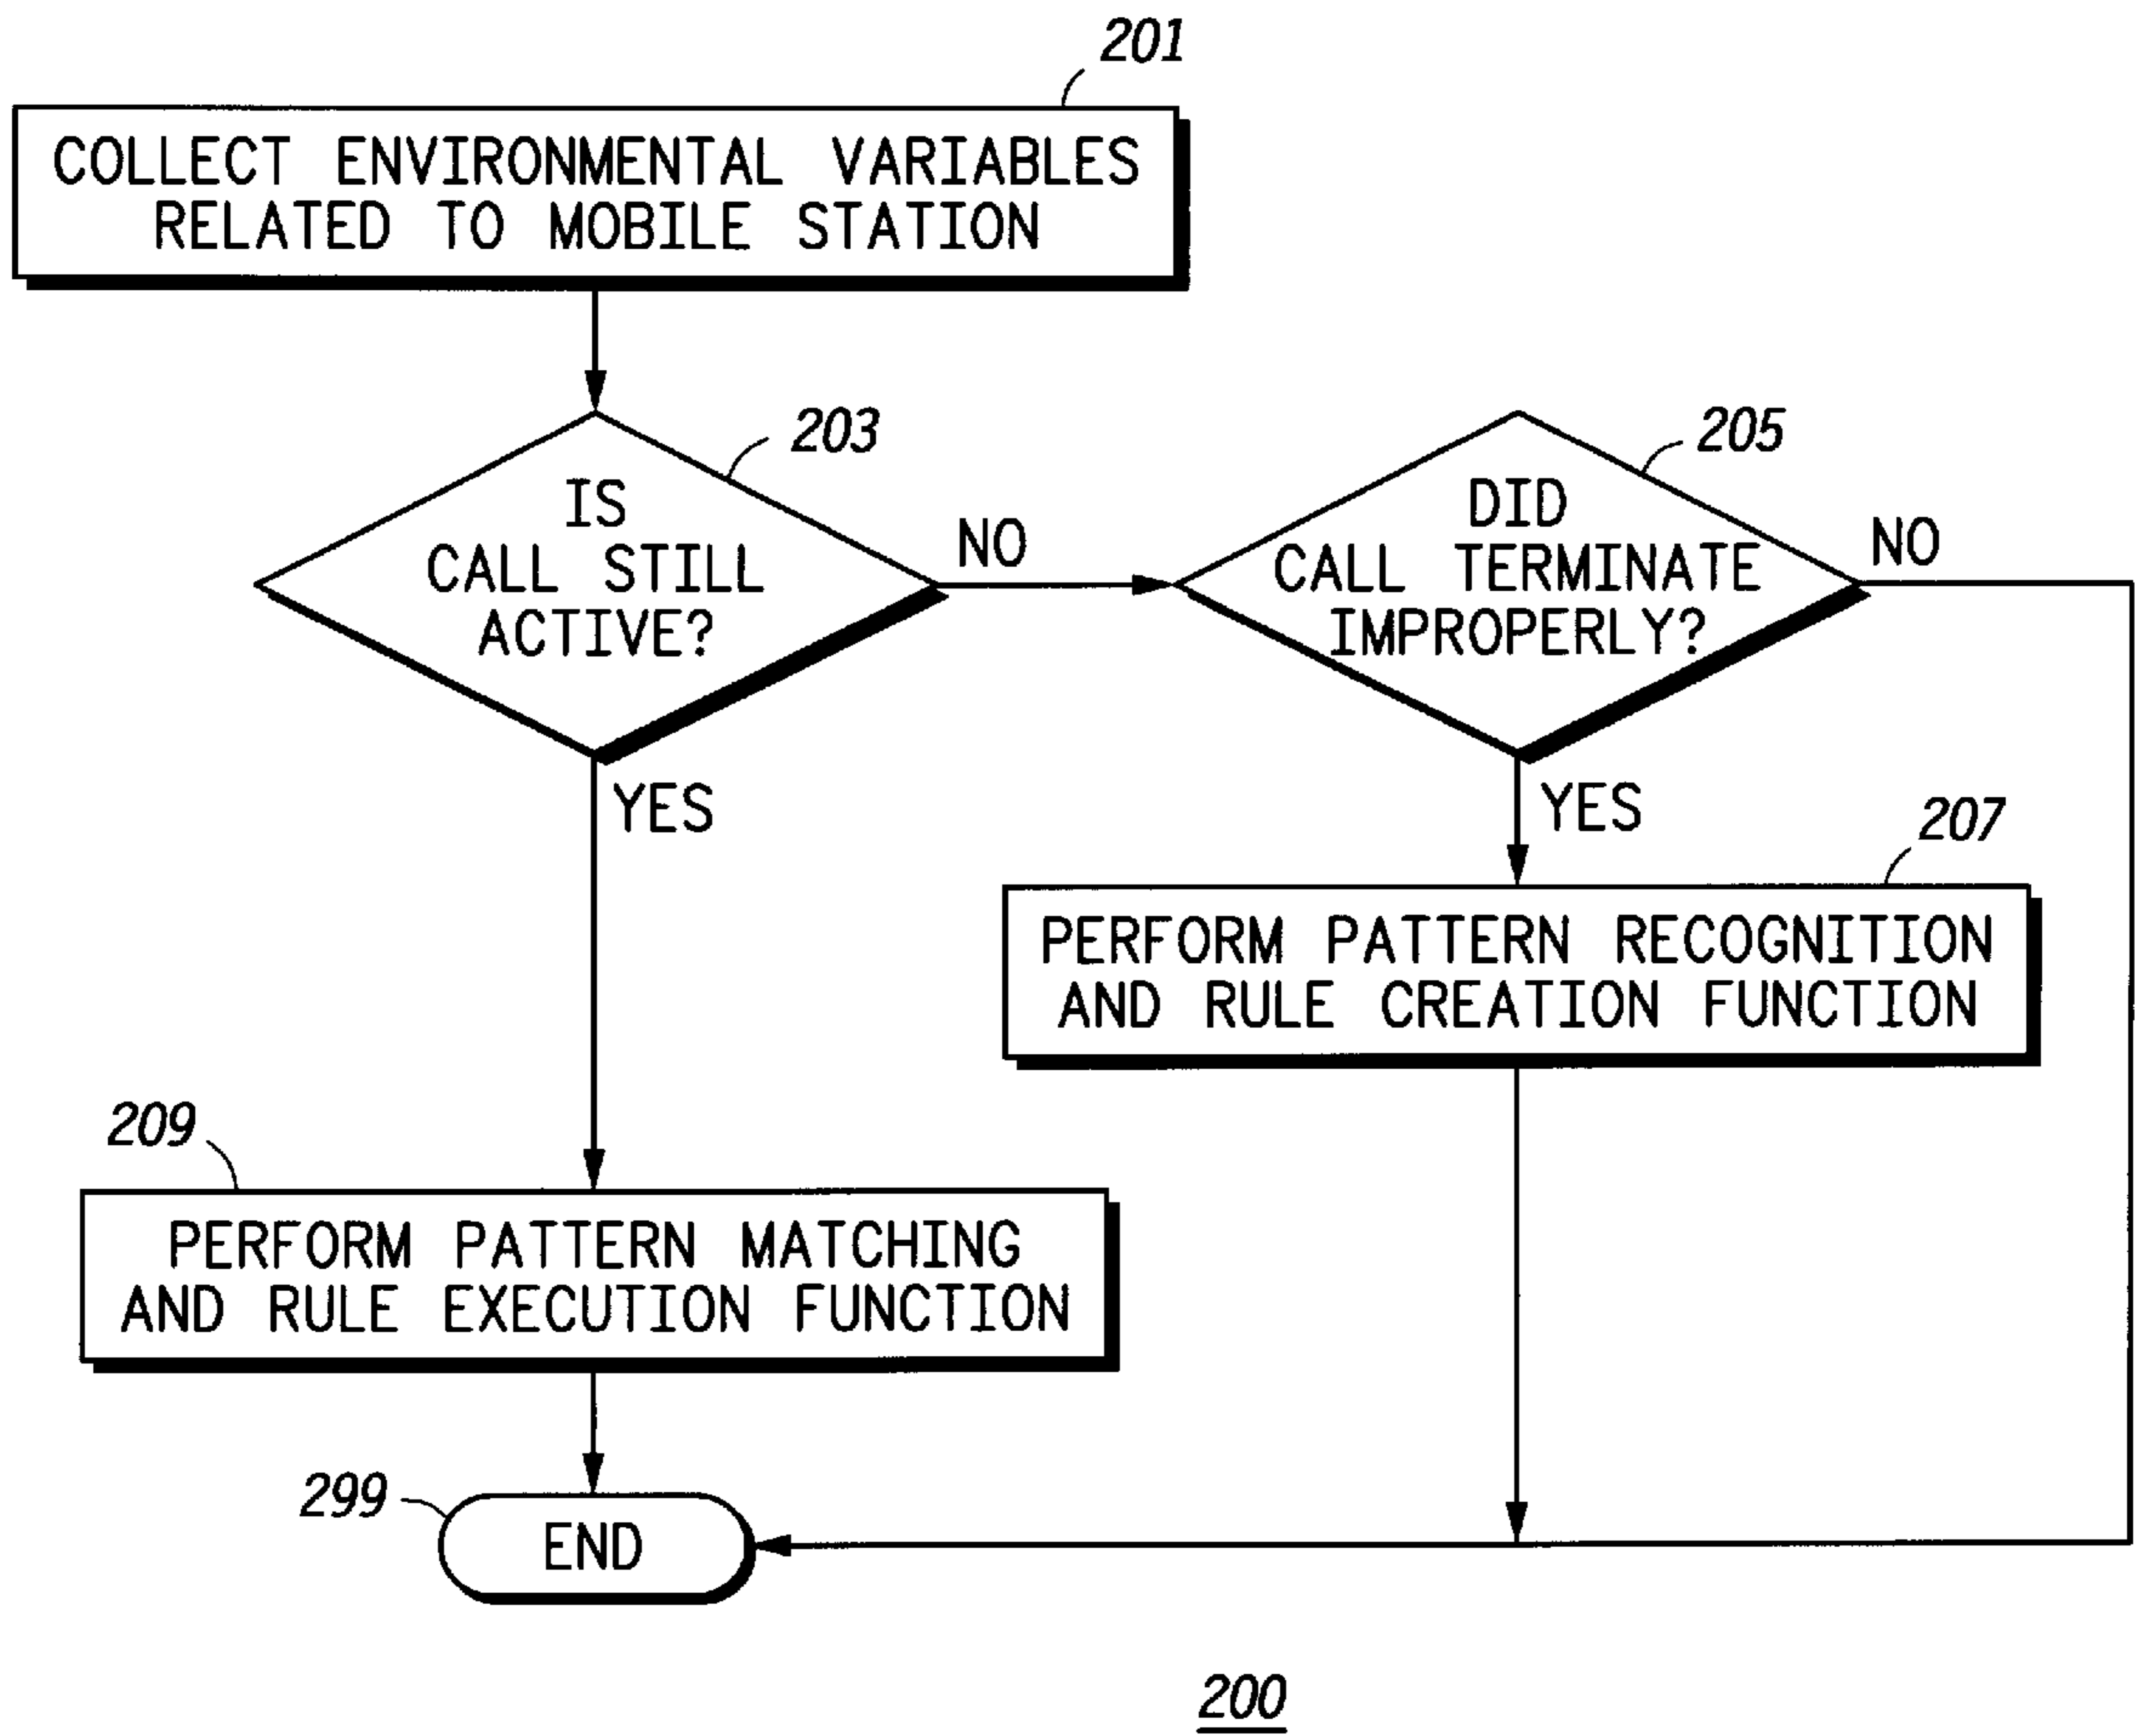 201
COLLECT ENVIRONMENTAL VARIABLES
RELATED TO MOBILE STATION
203
IS
CALL STILL
ACTIVE?
NO
YES
205
DID
CALL TERMINATE
IMPROPERLY?
NO
YES
207
PERFORM PATTERN RECOGNITION
AND RULE CREATION FUNCTION
209
PERFORM PATTERN MATCHING
AND RULE EXECUTION FUNCTION
299
END
200